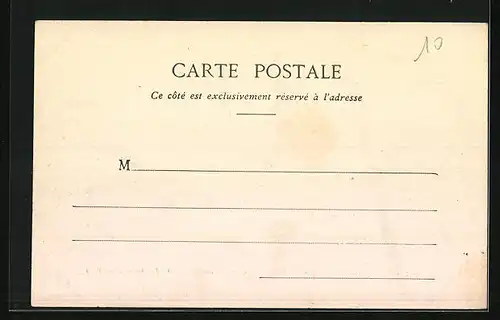 10
CARTE POSTALE
Ce côté est exclusivement réservé à l'adresse
M